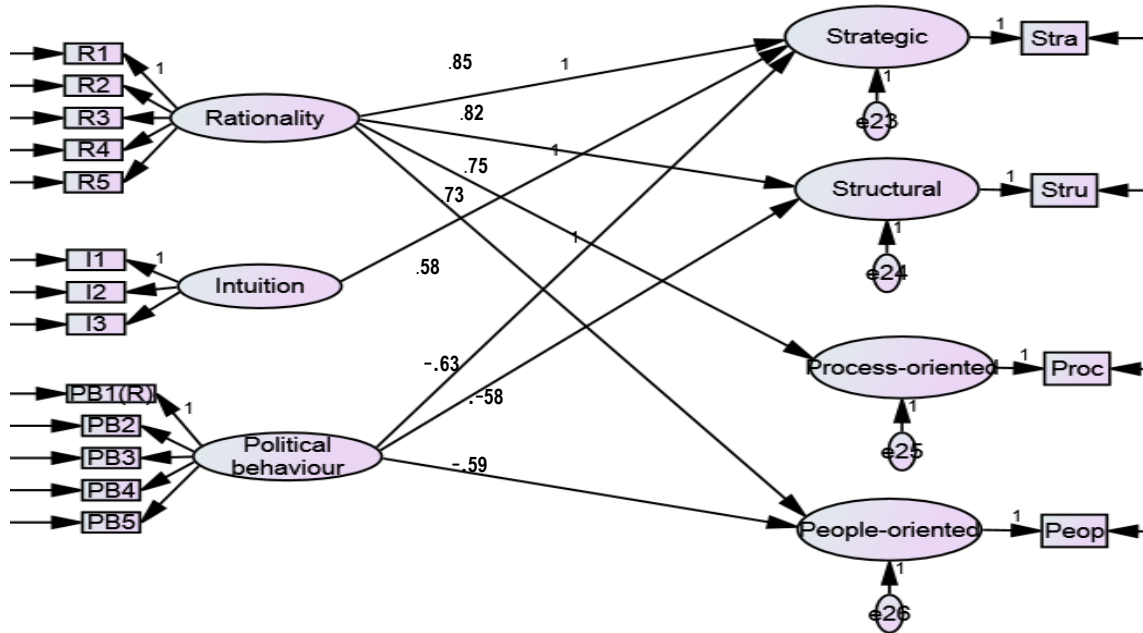 Strategic
1
Stra
R1
.85
1
1
R2
1
e23
Rationality
.82
R3
R4
1
.75
R5
Structural
1
Stru
73
1
1
I1
1
.58
e24
I2
Intuition
I3
-.63
Process-oriented
1
Proc
PB1(R)
.-58
1
1
PB2
Political
behaviour
e25
PB3
-.59
PB4
PB5
People-oriented
1
Peop
1
e26